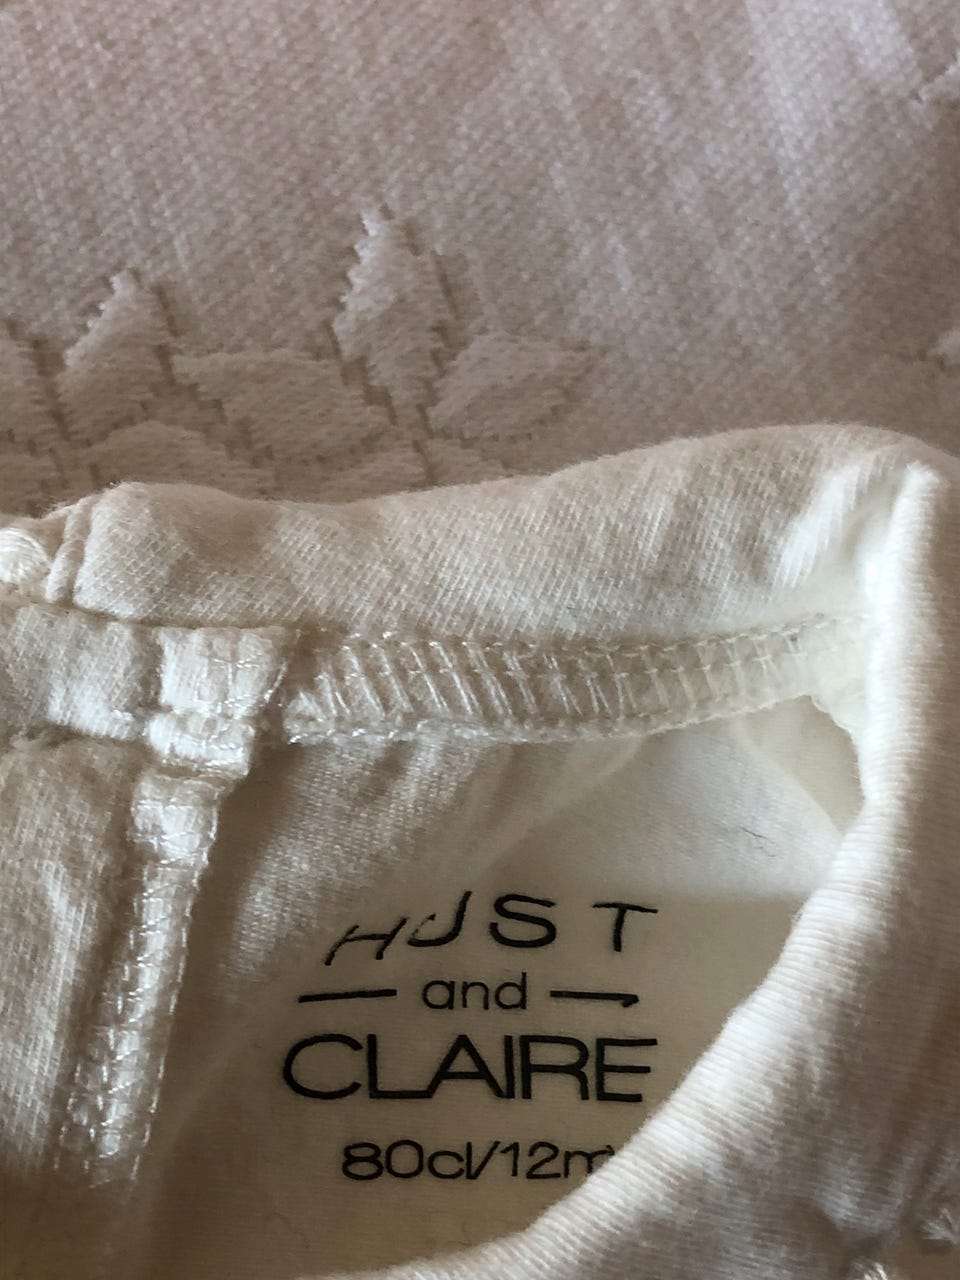 HUST
and
CLAIRE
80cl/12m